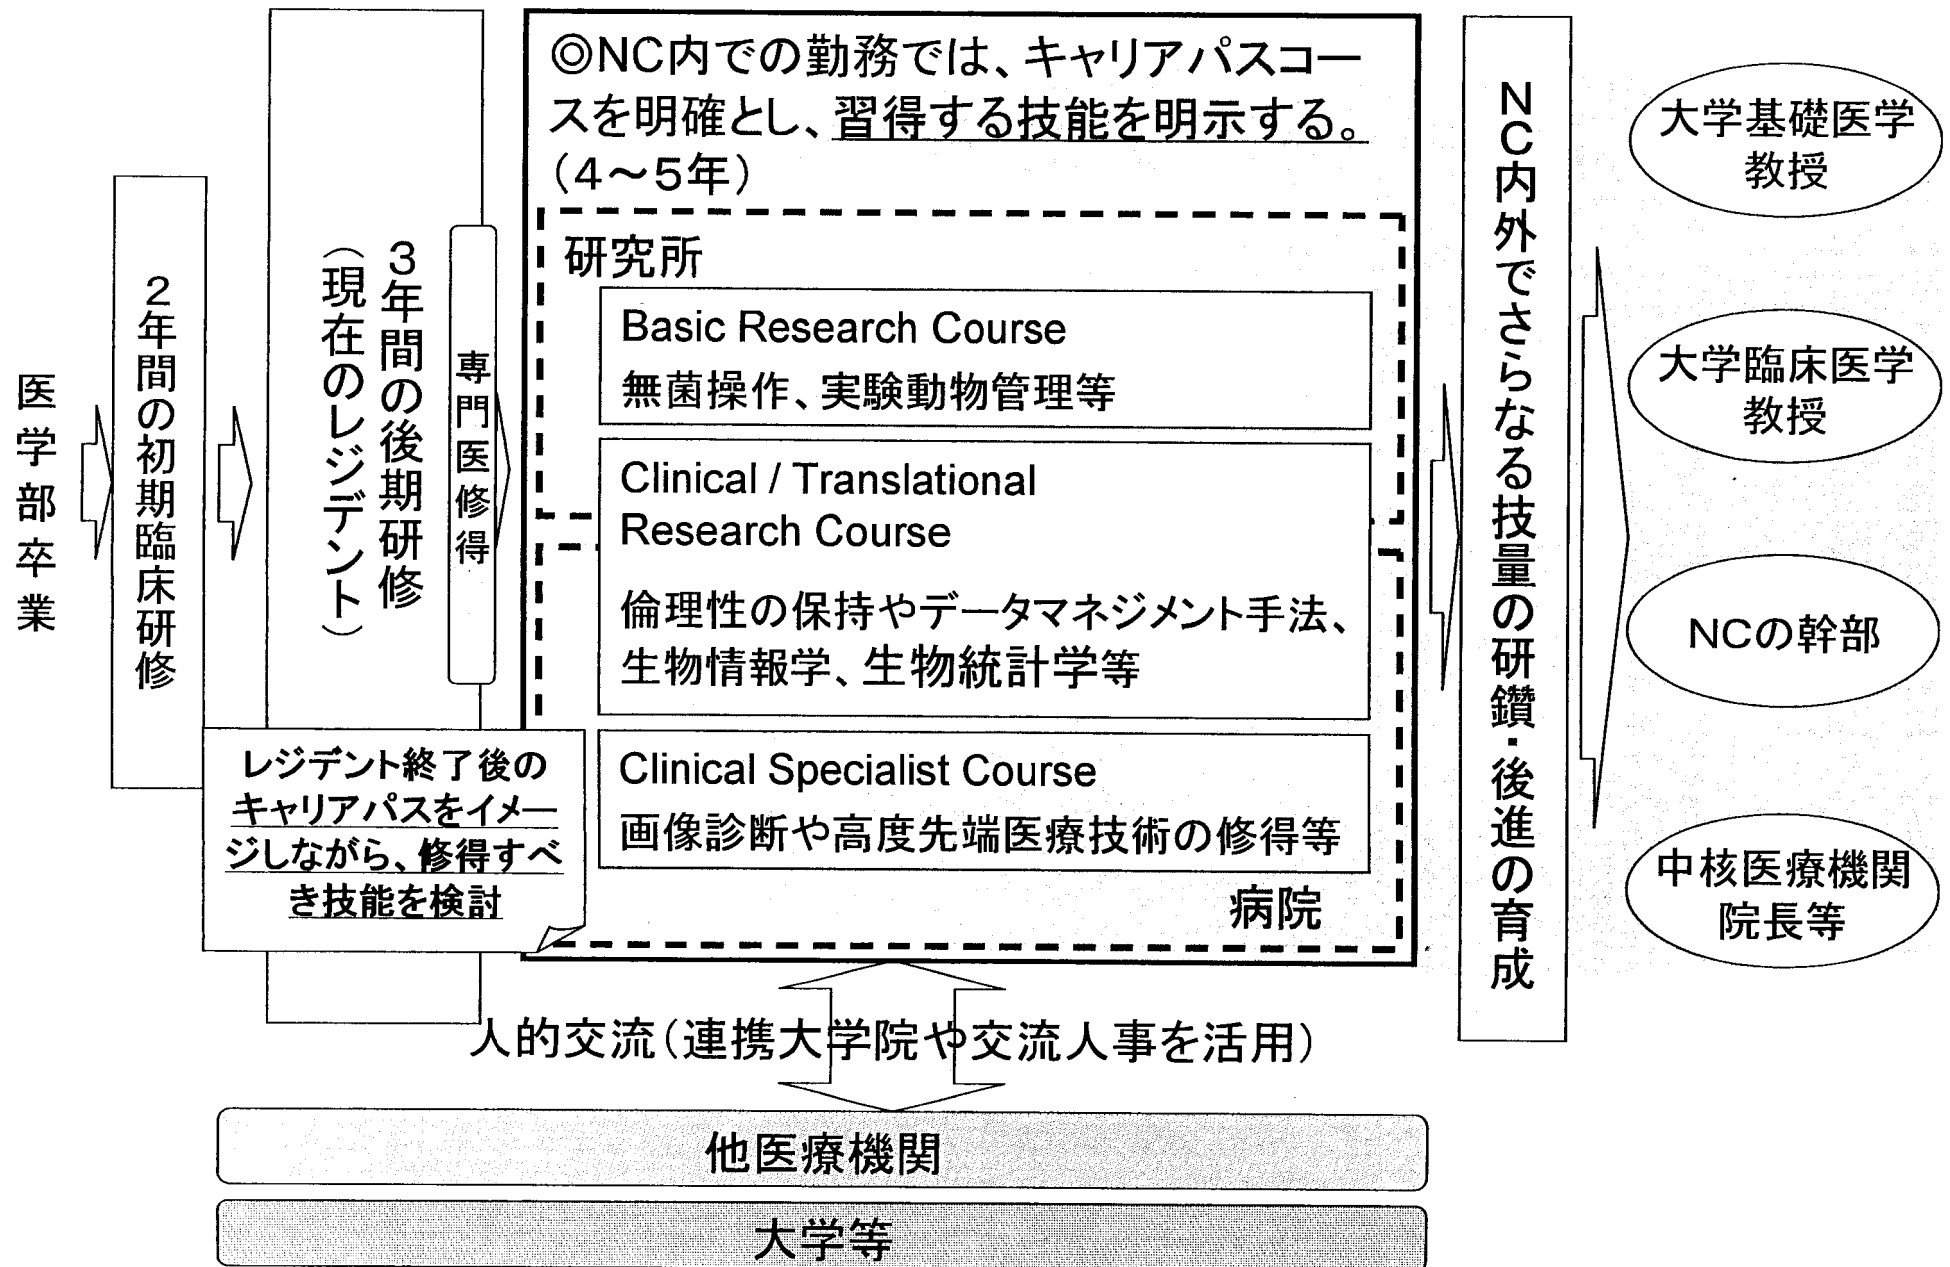 医学部卒業
2年間の初期臨床研修
3年間の後期研修
(現在のレジデント)
専門医修得
レジデント終了後の
キャリアパスをイメー
ジしながら、修得すべ
き技能を検討
◎NC内での勤務では、キャリアパスコー
スを明確とし、習得する技能を明示する。
(4〜5年)
研究所
Basic Research Course
無菌操作、実験動物管理等
Clinical / Translational
Research Course
倫理性の保持やデータマネジメント手法、
生物情報学、生物統計学等
Clinical Specialist Course
画像診断や高度先端医療技術の修得等
病院
NC内外でさらなる技量の研鑽・後進の育成
大学基礎医学
教授
大学臨床医学
教授
NCの幹部
中核医療機関
院長等
人的交流(連携大学院や交流人事を活用)
他医療機関
大学等